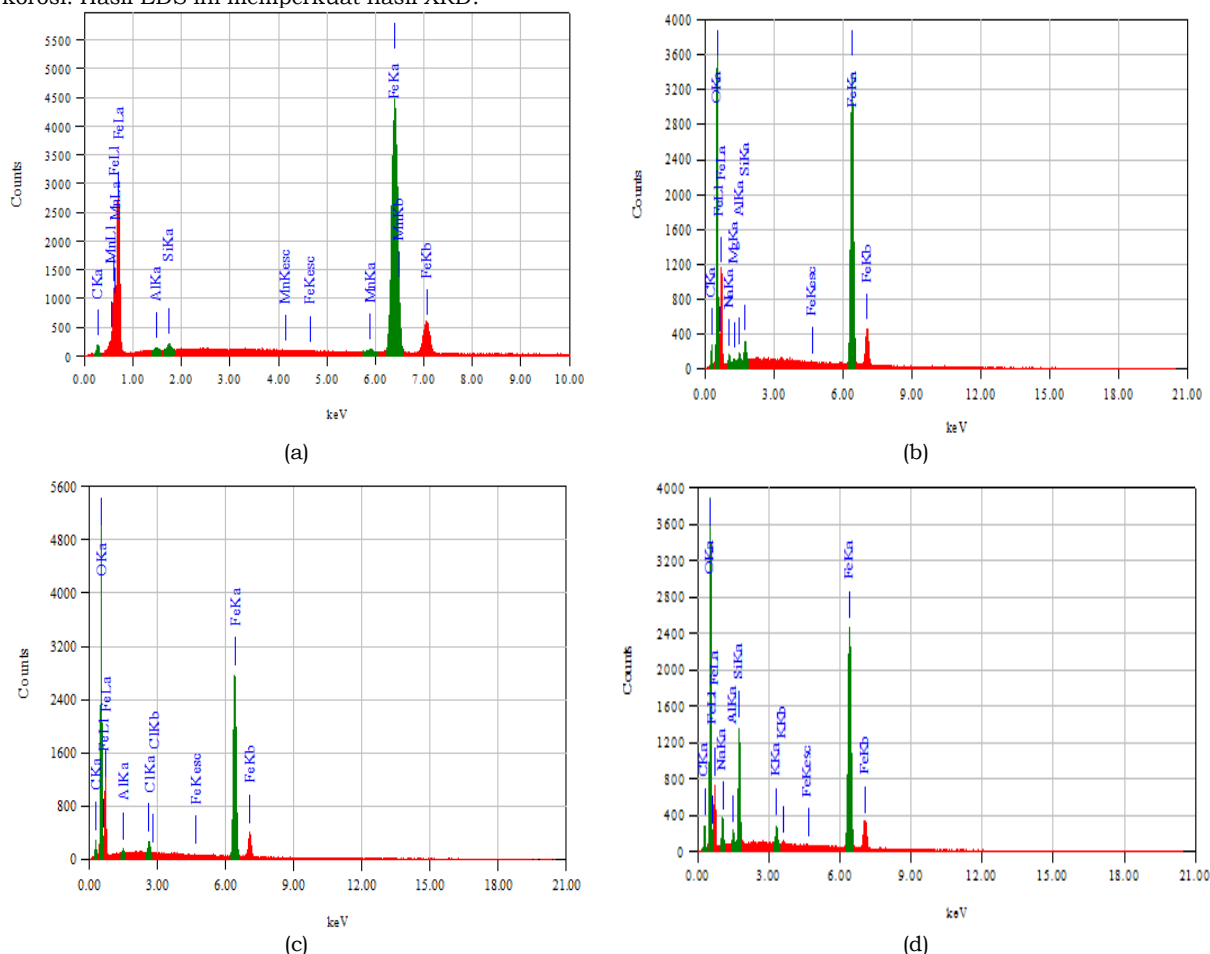 korosi. Hasil EDS ini memperkuat hasil XRD.
Counts
5500
5000
4500
4000
3500
3000
2500
2000
1500
1000
500
0
CKa
MnLl
MnLa
FeLl
FeLa
AlKa
SiKa
MnKesc
FeKesc
MnKa
FeKa
MnKb
FeKb
0.00 1.00 2.00 3.00 4.00 5.00 6.00 7.00 8.00 9.00 10.00
keV
(a)
Counts
4000
3600
3200
2800
2400
2000
1600
1200
800
400
0
CKa
OKa
FeLl
FeLa
NaKa
MgKa
AlKa
SiKa
FeKesc
FeKa
FeKb
0.00 3.00 6.00 9.00 12.00 15.00 18.00 21.00
keV
(b)
Counts
5600
4800
4000
3200
2400
1600
800
0
CKa
OKa
FeLl
FeLa
AlKa
ClKa
ClKb
FeKesc
FeKa
FeKb
0.00 3.00 6.00 9.00 12.00 15.00 18.00 21.00
keV
(c)
Counts
4000
3600
3200
2800
2400
2000
1600
1200
800
400
0
CKa
OKa
FeLl
FeLa
NaKa
AlKa
SiKa
KKa
KKb
FeKesc
FeKa
FeKb
0.00 3.00 6.00 9.00 12.00 15.00 18.00 21.00
keV
(d)